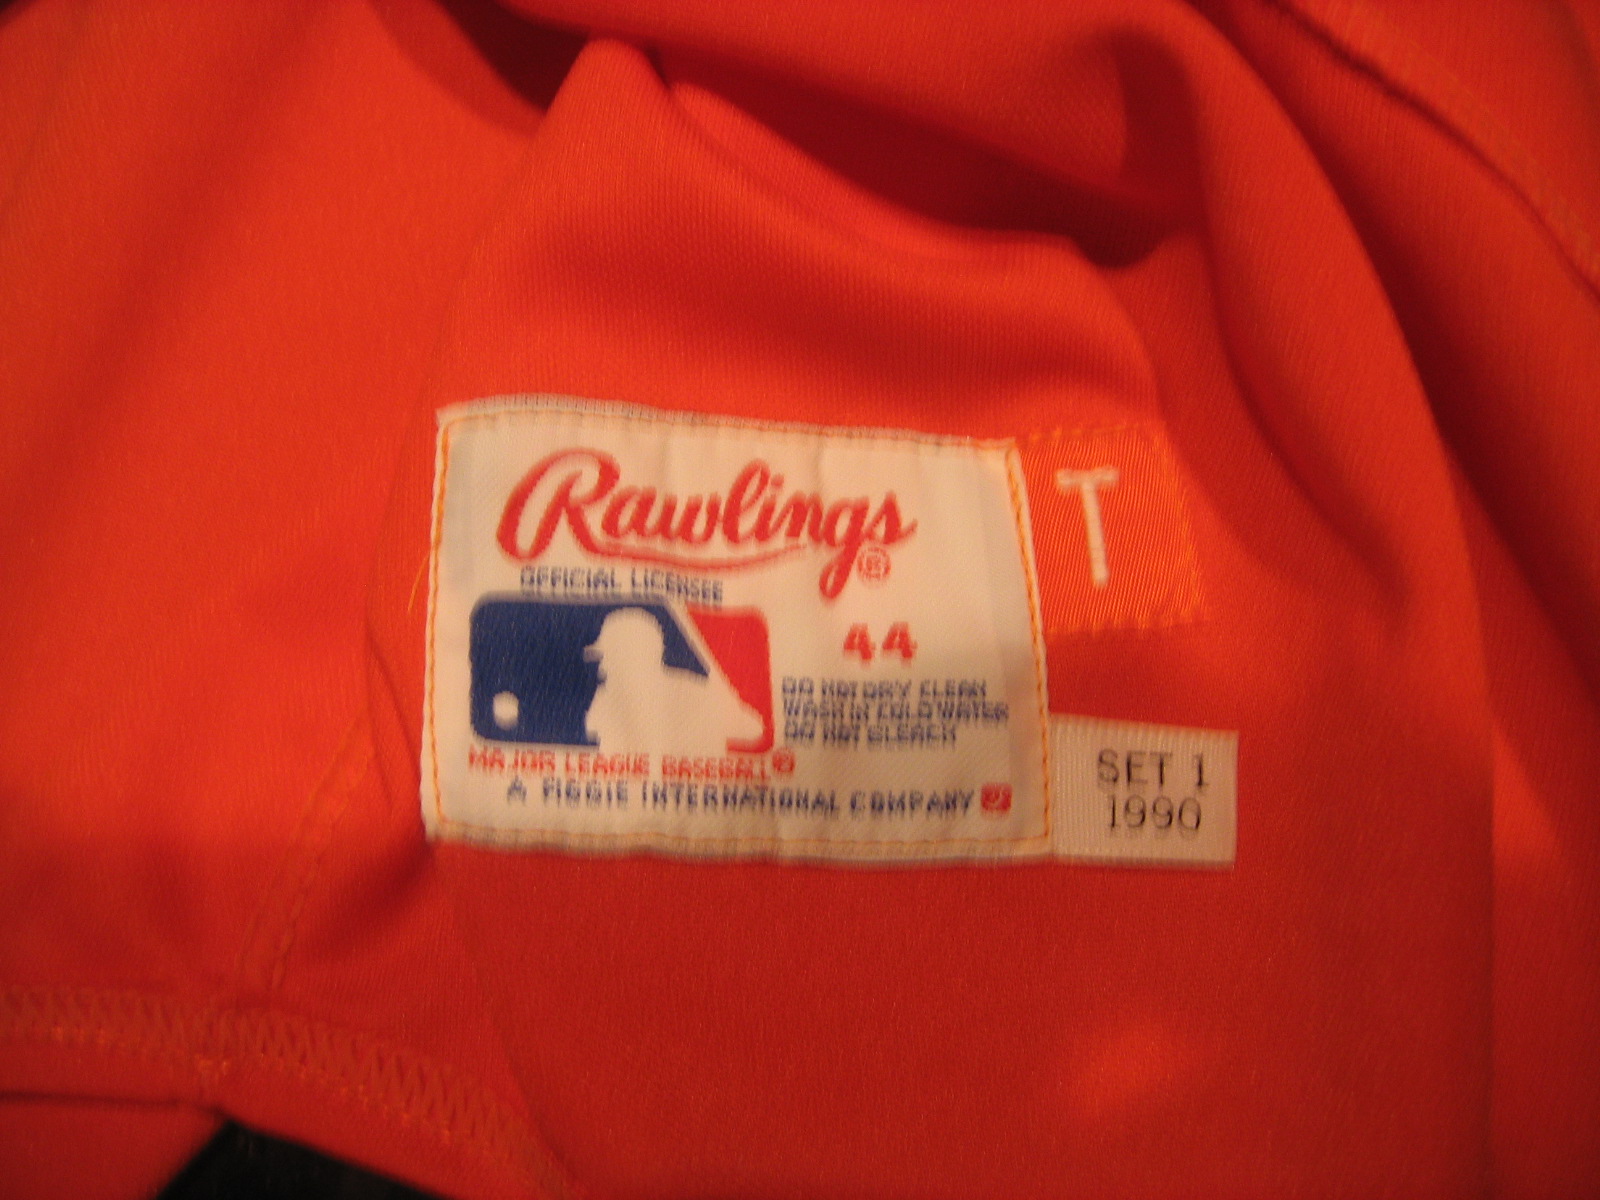 Rawlings®
OFFICIAL LICENSEE
44
DO NOT DRY CLEAN
WASH IN COLD WATER
DO NOT BLEACH
MAJOR LEAGUE BASEBALL®
A FIGGIE INTERNATIONAL COMPANY
T
SET 1
1990